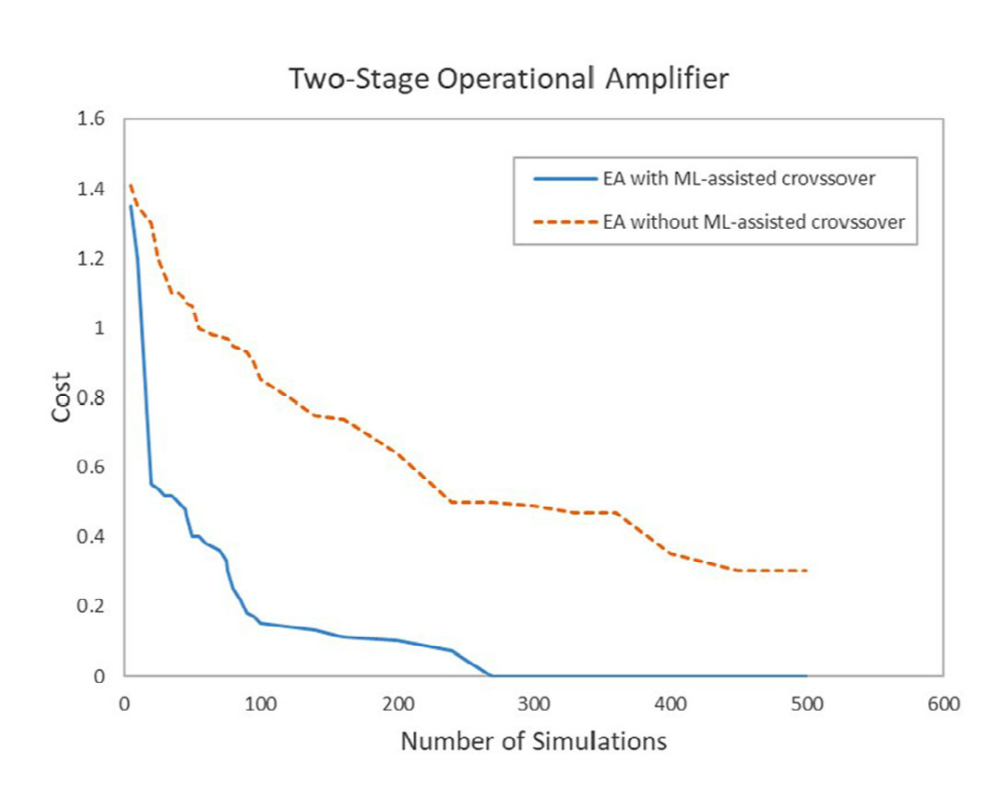 Two-Stage Operational Amplifier
1.6
1.4
1.2
1
0.8
0.6
0.4
0.2
0
Cost
EA with ML-assisted crovssover
EA without ML-assisted crovssover
0 100 200 300 400 500 600
Number of Simulations